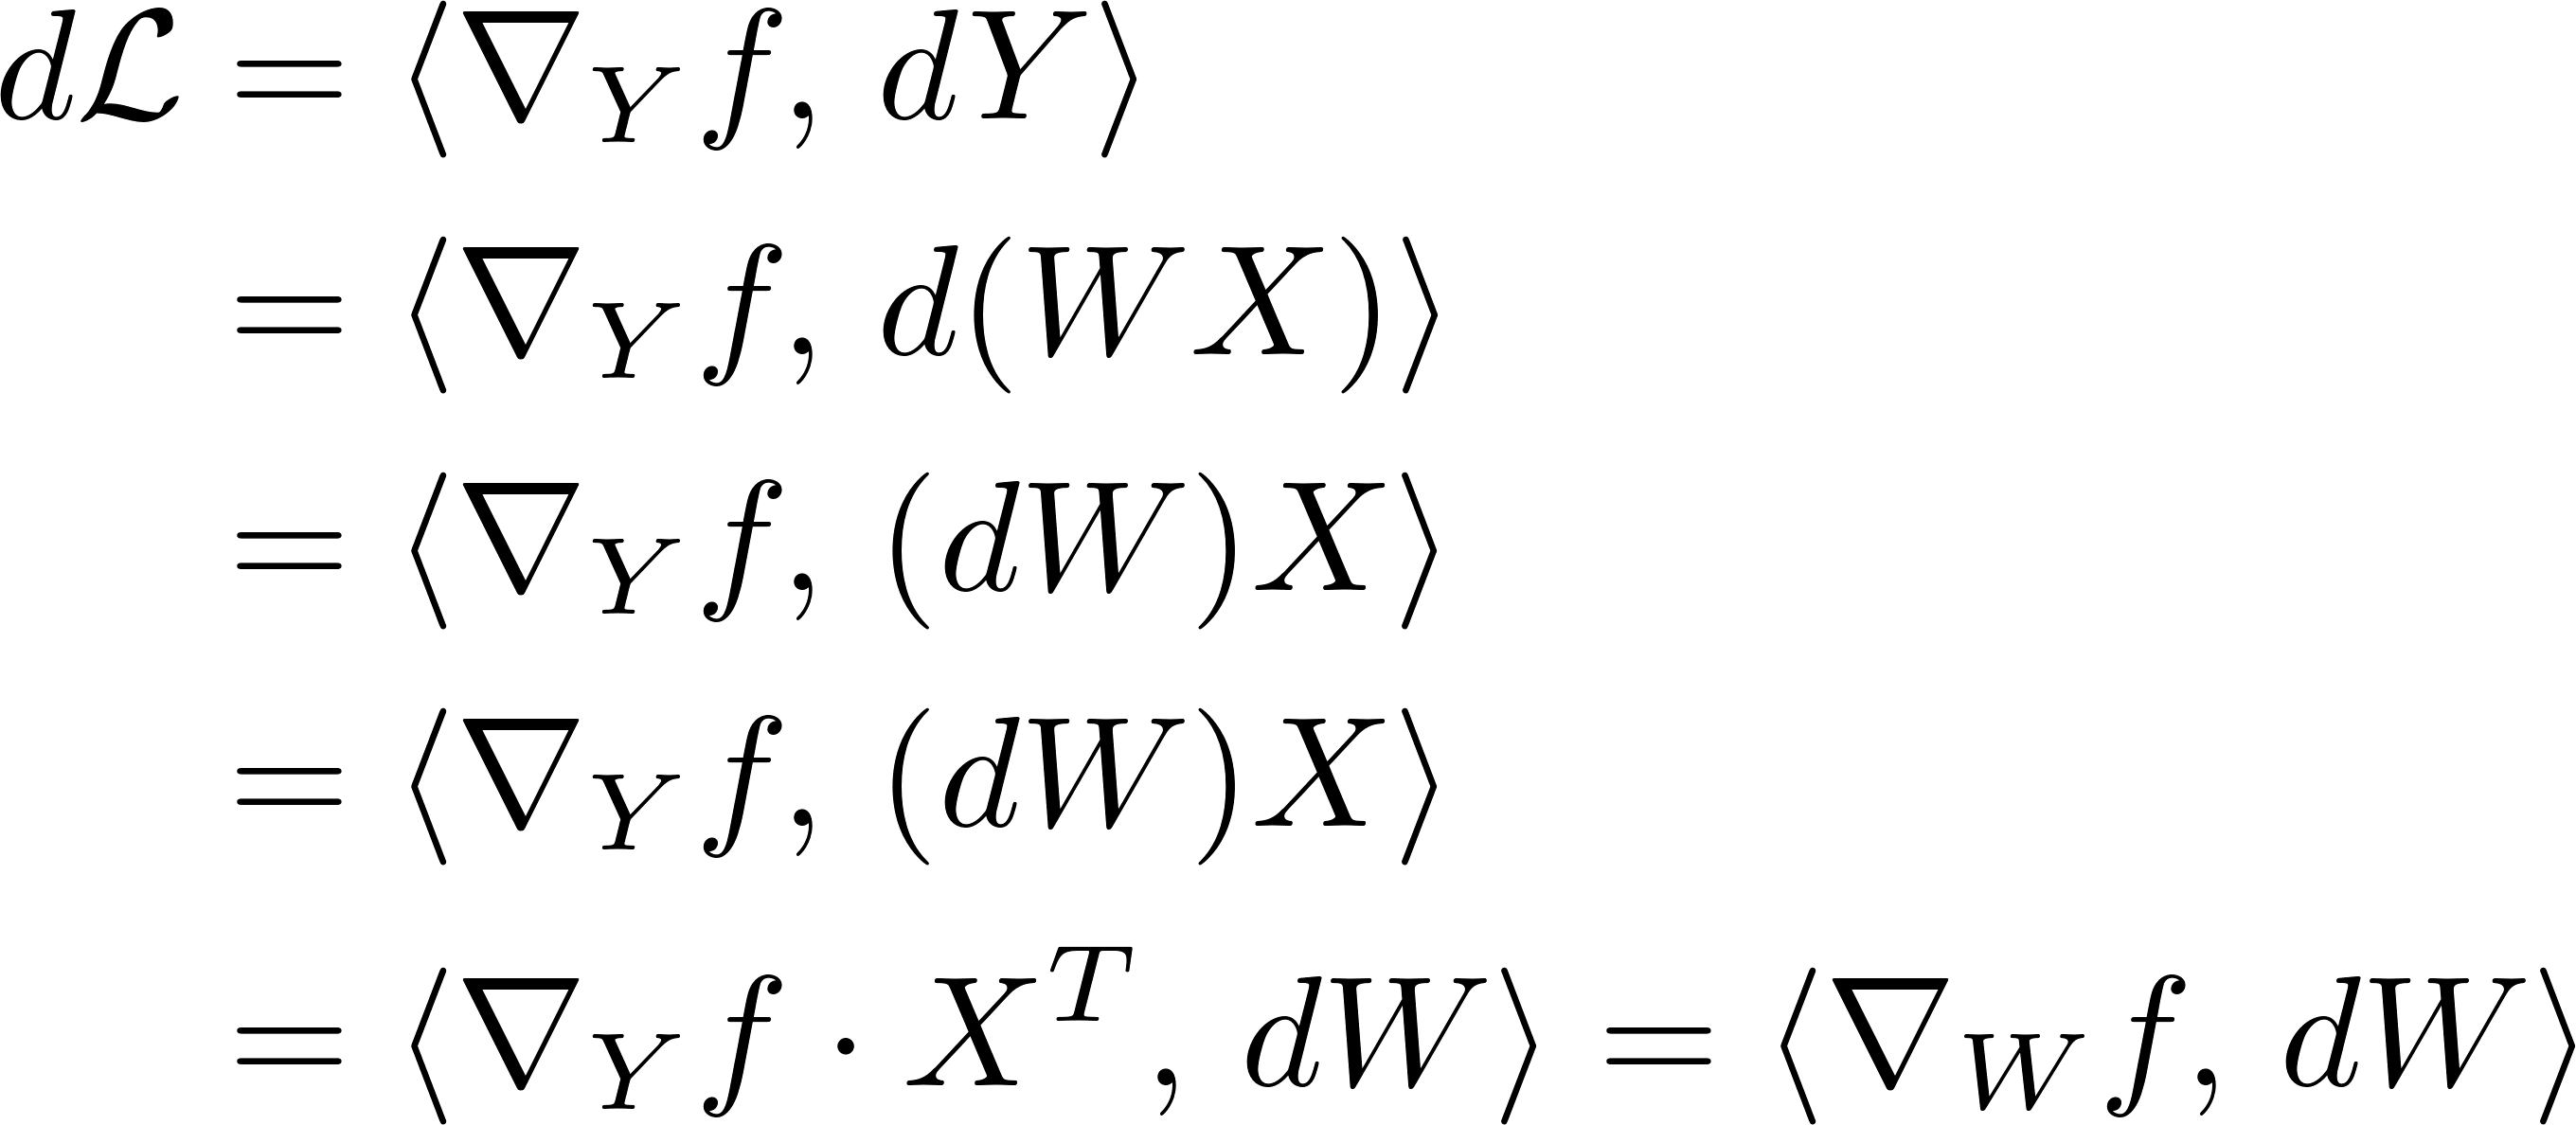 dℒ = ⟨∇_Y f, dY⟩
= ⟨∇_Y f, d(WX)⟩
= ⟨∇_Y f, (dW)X⟩
= ⟨∇_Y f, (dW)X⟩
= ⟨∇_Y f · X^T, dW⟩ = ⟨∇_W f, dW⟩